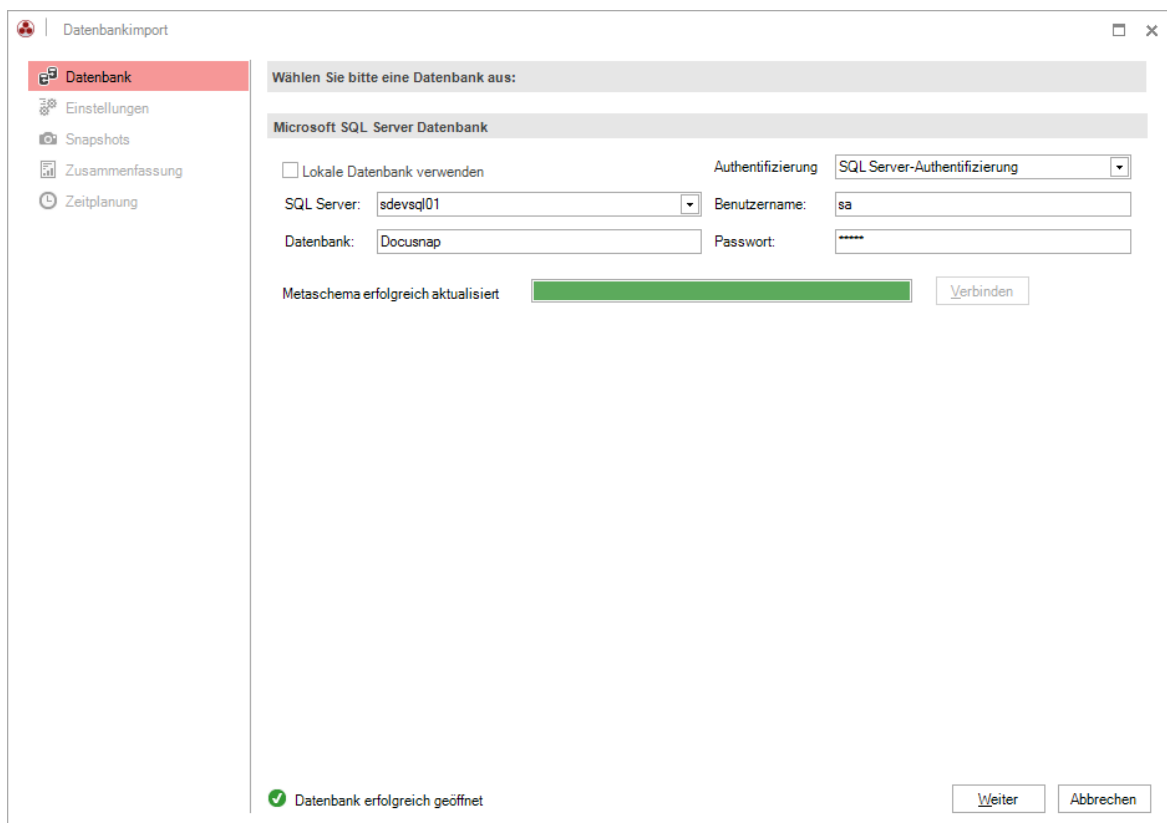 Datenbankimport
Datenbank
Einstellungen
Snapshots
Zusammenfassung
Zeitplanung
Wählen Sie bitte eine Datenbank aus:
Microsoft SQL Server Datenbank
Lokale Datenbank verwenden
Authentifizierung SQL Server-Authentifizierung
SQL Server: sdevsql01
Benutzername: sa
Datenbank: Docusnap
Passwort: *****
Metaschema erfolgreich aktualisiert
Verbinden
Datenbank erfolgreich geöffnet
Weiter
Abbrechen